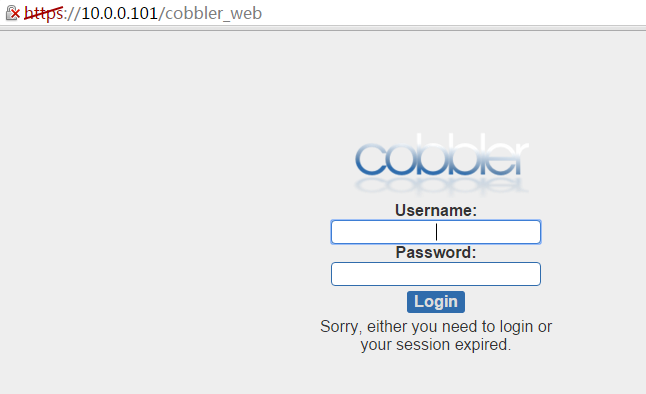 https://10.0.0.101/cobbler_web
cobbler
Username:
Password:
Login
Sorry, either you need to login or
your session expired.